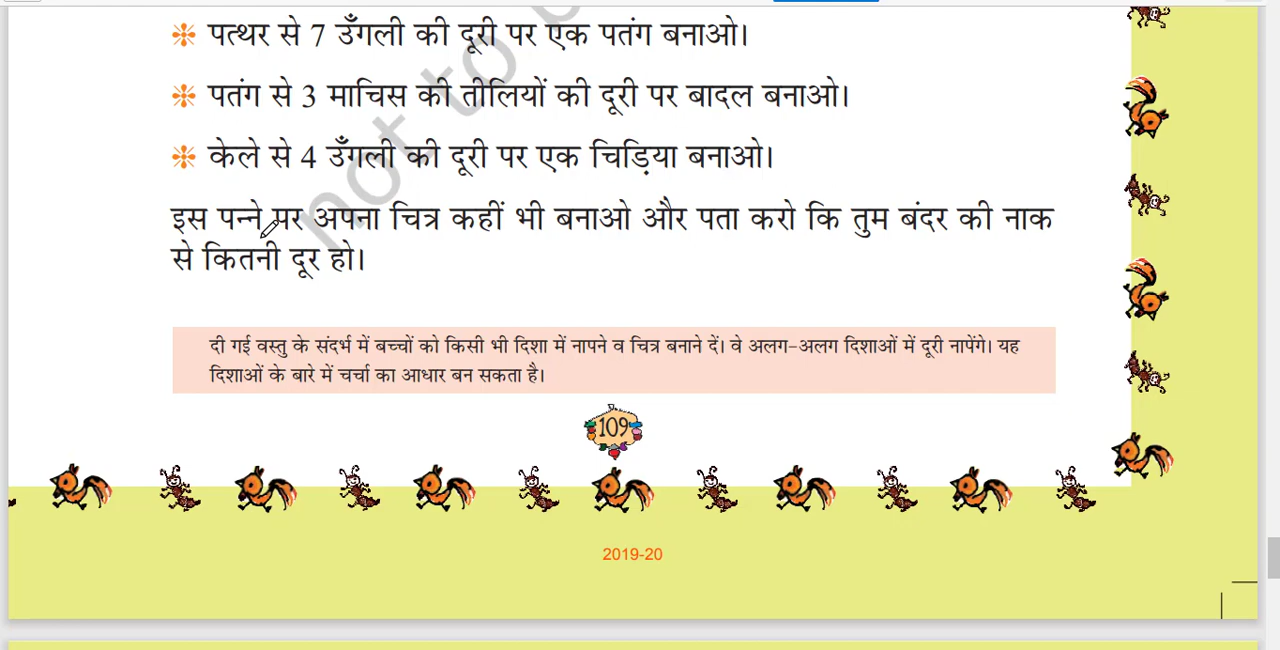 ❉ पत्थर से 7 उँगली की दूरी पर एक पतंग बनाओ।
❉ पतंग से 3 माचिस की तीलियों की दूरी पर बादल बनाओ।
❉ केले से 4 उँगली की दूरी पर एक चिड़िया बनाओ।
इस पन्ने पर अपना चित्र कहीं भी बनाओ और पता करो कि तुम बंदर की नाक
से कितनी दूर हो।
दी गई वस्तु के संदर्भ में बच्चों को किसी भी दिशा में नापने व चित्र बनाने दें। वे अलग-अलग दिशाओं में दूरी नापेंगे। यह
दिशाओं के बारे में चर्चा का आधार बन सकता है।
109
2019-20
not to b